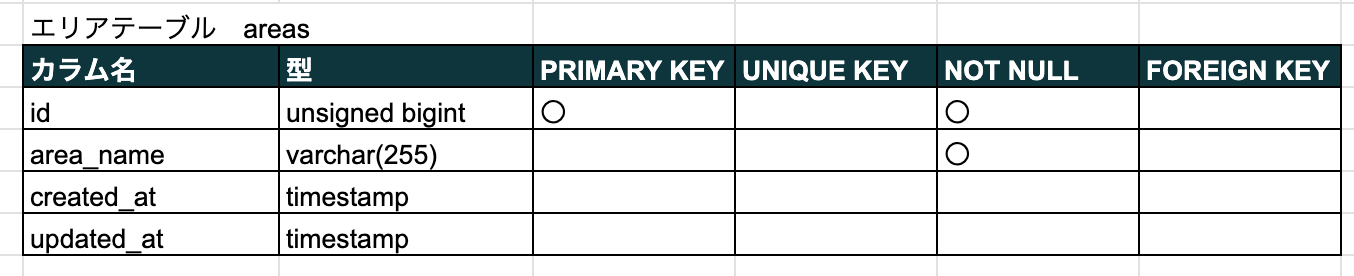 エリアテーブル　areas
カラム名 型 PRIMARY KEY UNIQUE KEY NOT NULL FOREIGN KEY
id unsigned bigint ○ ○
area_name varchar(255) ○
created_at timestamp
updated_at timestamp